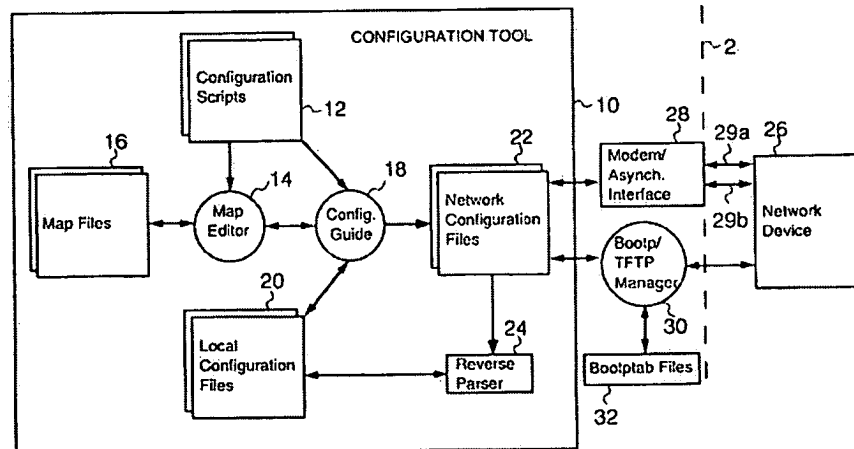 CONFIGURATION TOOL
2
Configuration
Scripts
12
10
28
29a
26
16
22
Modem/
Asynch.
Interface
14
18
Map Files
Map
Editor
Config.
Guide
Network
Configuration
Files
29b
Network
Device
Bootp/
TFTP
Manager
20
30
24
Local
Configuration
Files
Reverse
Parser
Bootptab Files
32